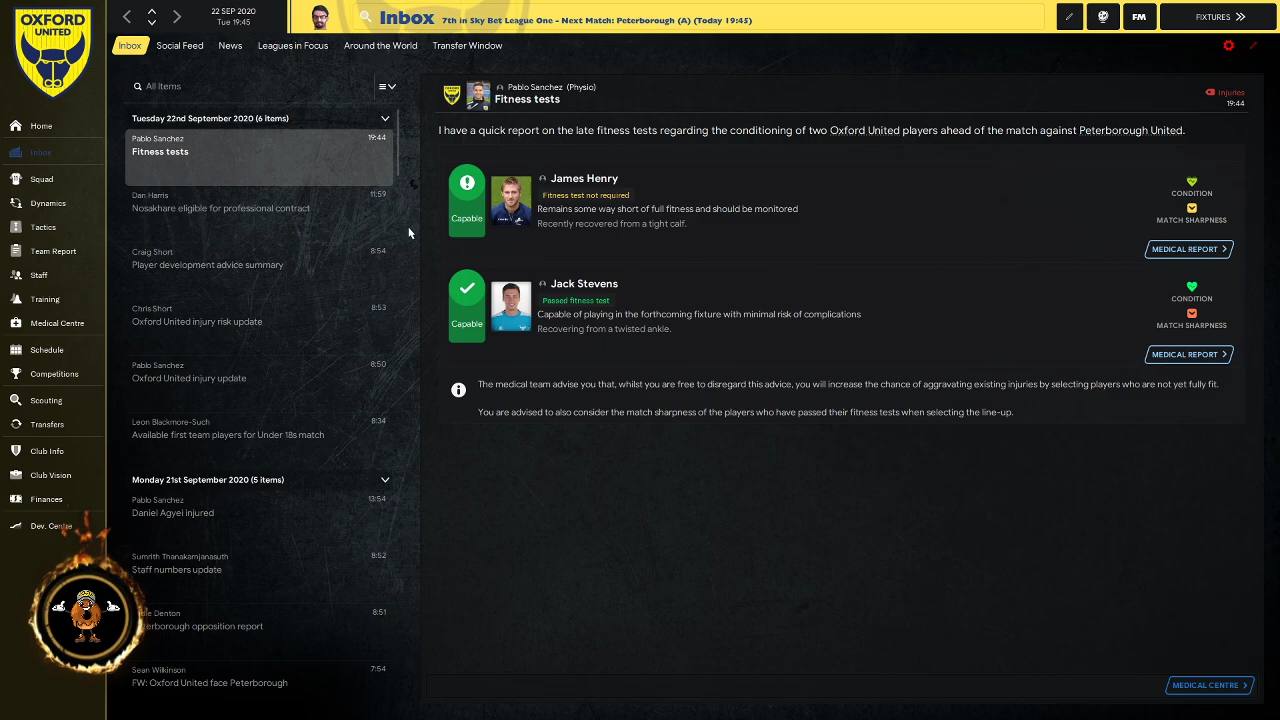 OXFORD
UNITED
22 SEP 2020
Tue 19:45
Inbox
7th in Sky Bet League One - Next Match: Peterborough (A) (Today 19:45)
FM
FIXTURES
Inbox
Social Feed
News
Leagues in Focus
Around the World
Transfer Window
Home
Inbox
Squad
Dynamics
Tactics
Team Report
Staff
Training
Medical Centre
Schedule
Competitions
Scouting
Transfers
Club Info
Club Vision
Finances
Dev. Centre
All Items
Tuesday 22nd September 2020 (6 items)
Pablo Sanchez 19:44
Fitness tests
Dan Harris 11:59
Nosakhare eligible for professional contract
Craig Short 8:54
Player development advice summary
Chris Short 8:53
Oxford United injury risk update
Pablo Sanchez 8:50
Oxford United injury update
Leon Blackmore-Such 8:34
Available first team players for Under 18s match
Monday 21st September 2020 (5 items)
Pablo Sanchez 13:54
Daniel Agyei injured
Sumrith Thanakarnjanasuth 8:52
Staff numbers update
Denton 8:51
erborough opposition report
Sean Wilkinson 7:54
FW: Oxford United face Peterborough
Pablo Sanchez (Physio)
Fitness tests
Injuries
19:44
I have a quick report on the late fitness tests regarding the conditioning of two Oxford United players ahead of the match against Peterborough United.
Capable
James Henry
Fitness test not required
Remains some way short of full fitness and should be monitored
Recently recovered from a tight calf.
CONDITION
MATCH SHARPNESS
MEDICAL REPORT
Capable
Jack Stevens
Passed fitness test
Capable of playing in the forthcoming fixture with minimal risk of complications
Recovering from a twisted ankle.
CONDITION
MATCH SHARPNESS
MEDICAL REPORT
The medical team advise you that, whilst you are free to disregard this advice, you will increase the chance of aggravating existing injuries by selecting players who are not yet fully fit.
You are advised to also consider the match sharpness of the players who have passed their fitness tests when selecting the line-up.
MEDICAL CENTRE